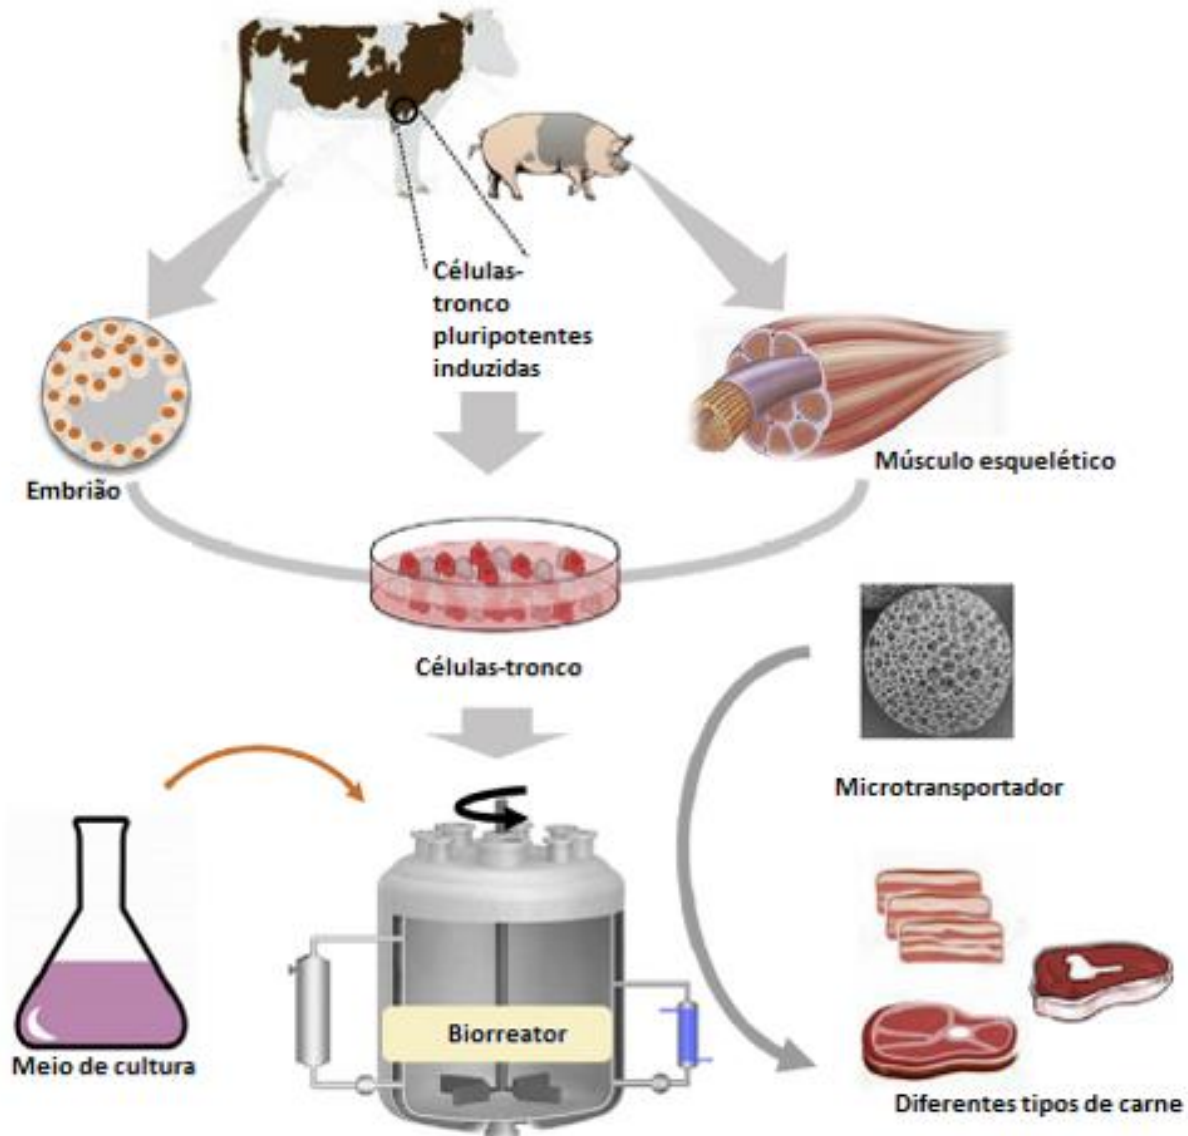 Células-
tronco
pluripotentes
induzidas
Embrião
Músculo esquelético
Células-tronco
Microtransportador
Biorreator
Meio de cultura
Diferentes tipos de carne